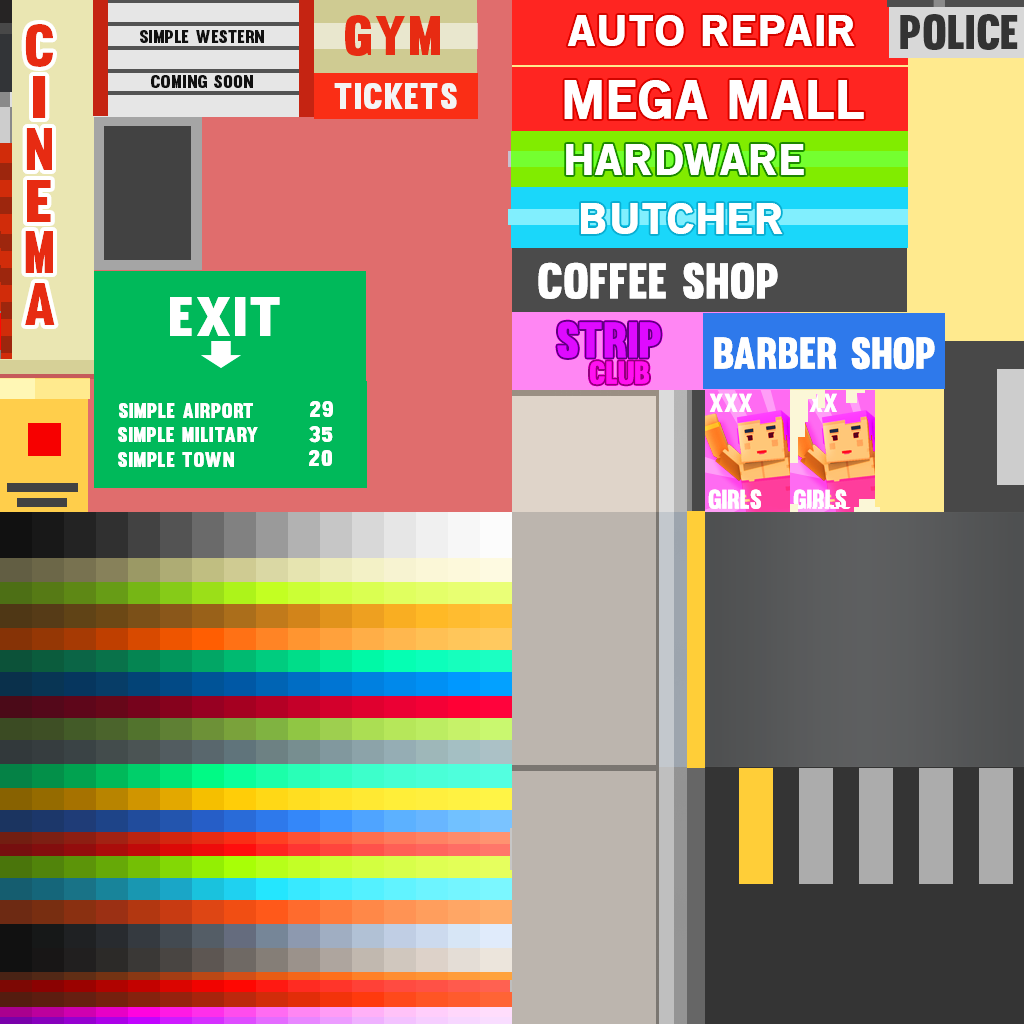 CINEMA
SIMPLE WESTERN
COMING SOON
GYM
TICKETS
EXIT
SIMPLE AIRPORT 29
SIMPLE MILITARY 35
SIMPLE TOWN 20
AUTO REPAIR
POLICE
MEGA MALL
HARDWARE
BUTCHER
COFFEE SHOP
STRIP
CLUB
BARBER SHOP
XXX
XX
GIRLS
GIRLS